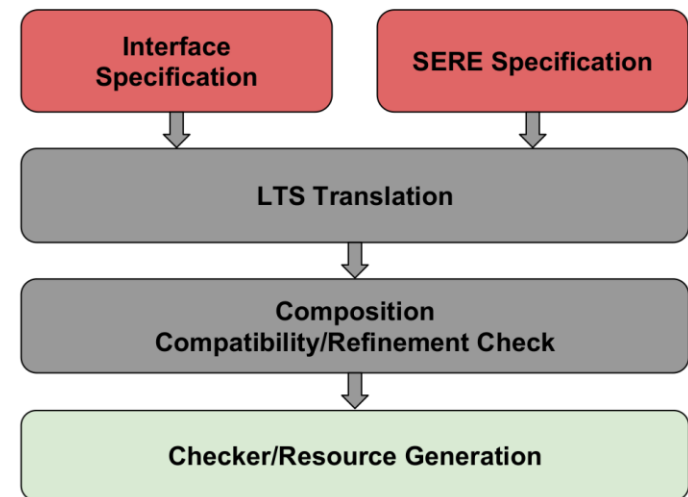 Interface
Specification
SERE Specification
LTS Translation
Composition
Compatibility/Refinement Check
Checker/Resource Generation